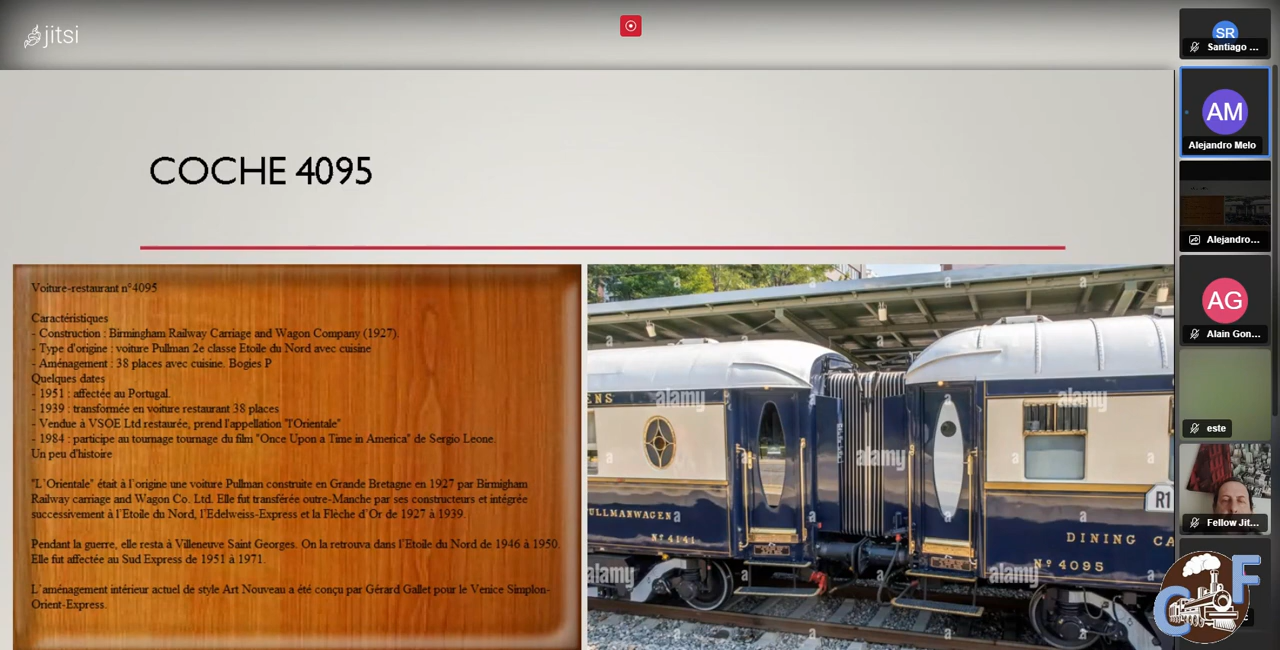 jitsi
SR
Santiago ...
AM
Alejandro Melo
Alejandro...
AG
Alain Gon...
este
Fellow Jit...
COCHE 4095
Voiture-restaurant n°4095
Caractéristiques
- Construction : Birmingham Railway Carriage and Wagon Company (1927).
- Type d'origine : voiture Pullman 2e classe Etoile du Nord avec cuisine
- Aménagement : 38 places avec cuisine. Bogies P
Quelques dates
- 1951 : affectée au Portugal.
- 1939 : transformée en voiture restaurant 38 places
- Vendue à VSOE Ltd restaurée, prend l'appellation "l'Orientale"
- 1984 : participe au tournage tournage du film "Once Upon a Time in America" de Sergio Leone.
Un peu d'histoire
"L'Orientale" était à l'origine une voiture Pullman construite en Grande Bretagne en 1927 par Birmigham
Railway carriage and Wagon Co. Ltd. Elle fut transférée outre-Manche par ses constructeurs et intégrée
successivement à l'Etoile du Nord, l'Edelweiss-Express et la Flèche d'Or de 1927 à 1939.
Pendant la guerre, elle resta à Villeneuve Saint Georges. On la retrouva dans l'Etoile du Nord de 1946 à 1950.
Elle fut affectée au Sud Express de 1951 à 1971.
L'aménagement intérieur actuel de style Art Nouveau a été conçu par Gérard Gallet pour le Venice Simplon-
Orient-Express.
ENS
ULLMANWAGEN
No 4141
R1
DINING CA
No 4095
alamy
alamy
alamy
alamy
alamy
a
a
a
a
a
a
a
C F